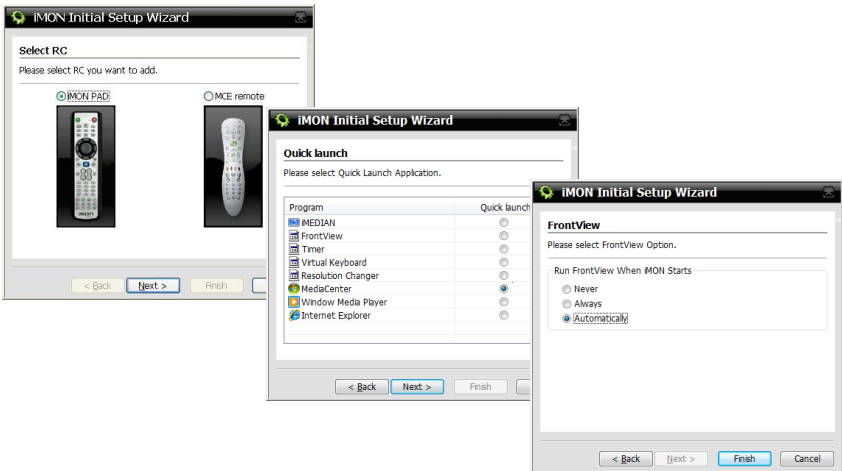 iMON Initial Setup Wizard
Select RC
Please select RC you want to add.
iMON PAD
MCE remote
< Back
Next >
Finish
iMON Initial Setup Wizard
Quick launch
Please select Quick Launch Application.
Program Quick launch
iMEDIAN
FrontView
Timer
Virtual Keyboard
Resolution Changer
MediaCenter
Window Media Player
Internet Explorer
< Back
Next >
Finish
iMON Initial Setup Wizard
FrontView
Please select FrontView Option.
Run FrontView When iMON Starts
Never
Always
Automatically
< Back
Next >
Finish
Cancel